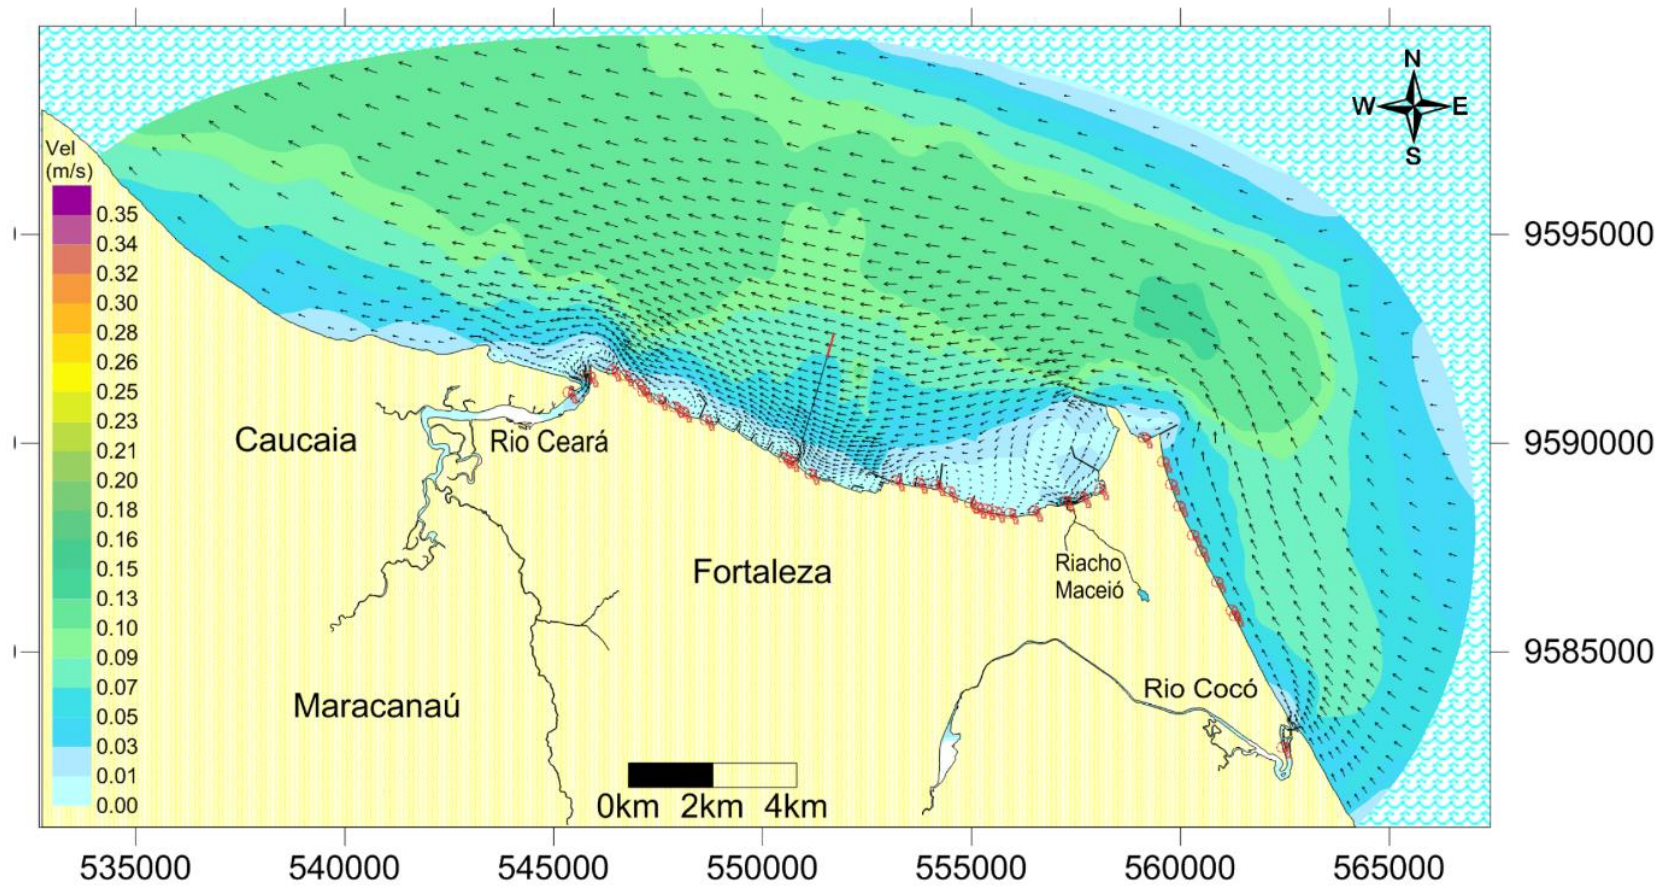 N
W E
S
Vel
(m/s)
0.35
0.34
0.32
0.30
0.28
0.26
0.25
0.23
0.21
0.20
0.18
0.16
0.15
0.13
0.10
0.09
0.07
0.05
0.03
0.01
0.00
9595000
9590000
9585000
Caucaia
Rio Ceará
Fortaleza
Riacho
Maceió
Maracanaú
Rio Cocó
0km 2km 4km
535000 540000 545000 550000 555000 560000 565000